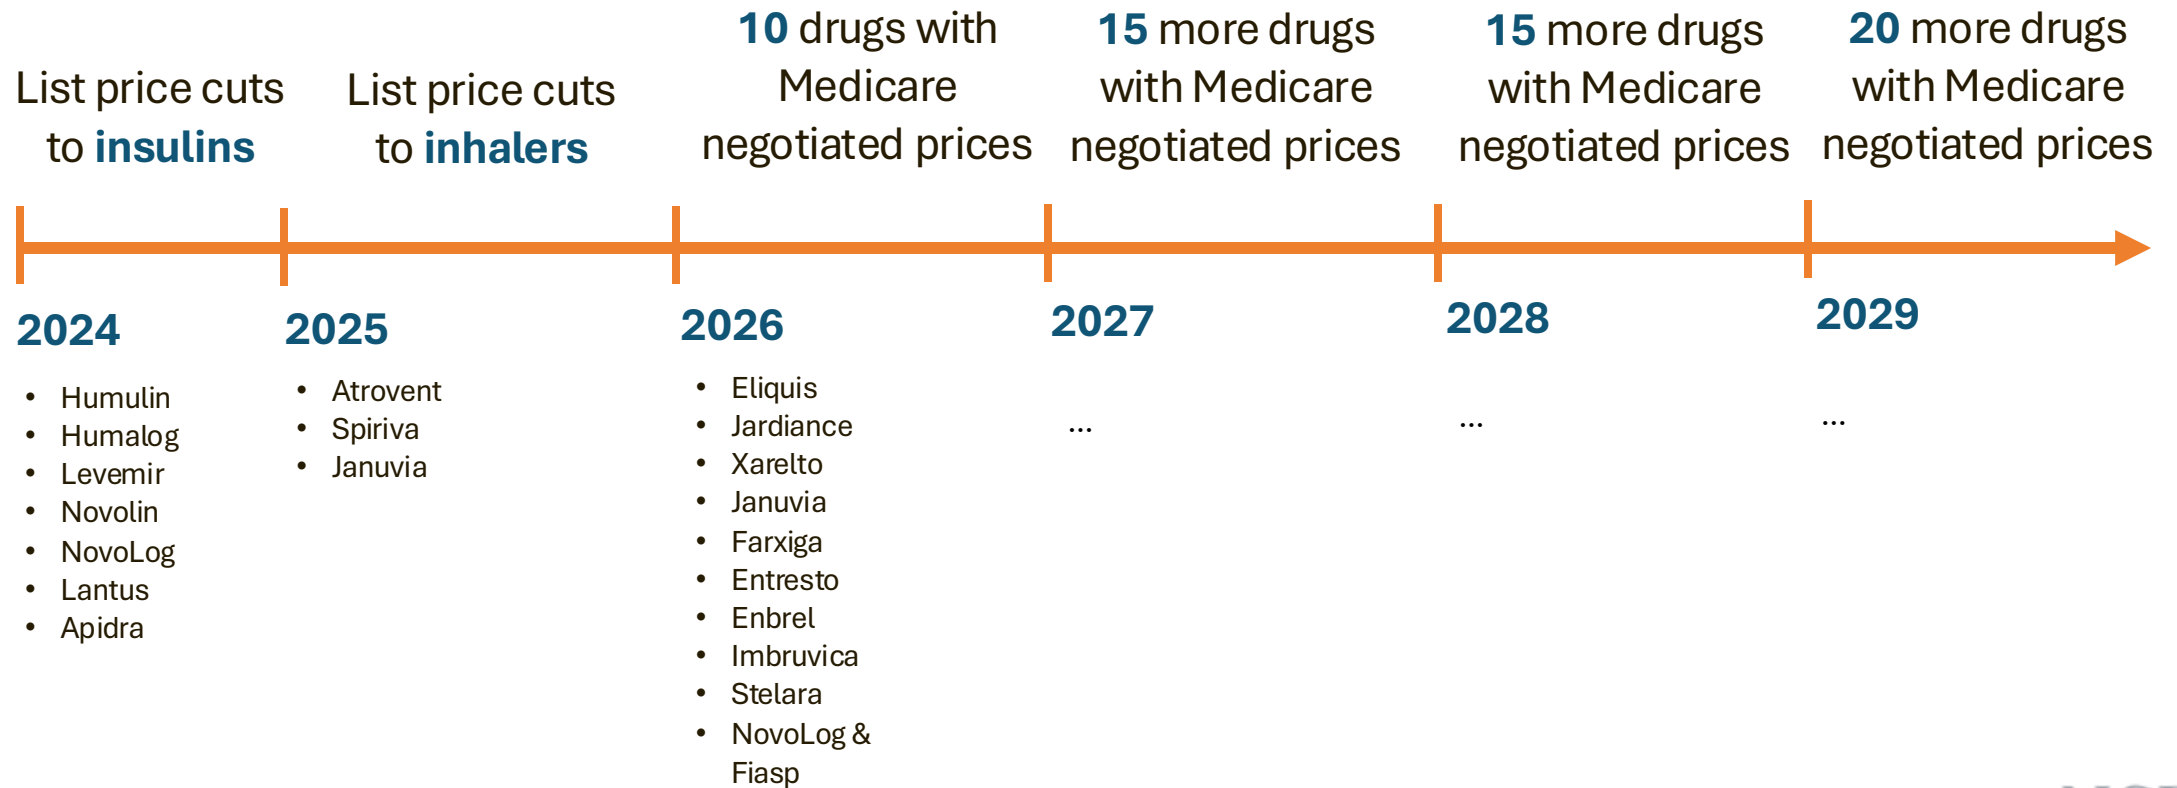 List price cuts
to insulins
List price cuts
to inhalers
10 drugs with
Medicare
negotiated prices
15 more drugs
with Medicare
negotiated prices
15 more drugs
with Medicare
negotiated prices
20 more drugs
with Medicare
negotiated prices
2024
• Humulin
• Humalog
• Levemir
• Novolin
• NovoLog
• Lantus
• Apidra
2025
• Atrovent
• Spiriva
• Januvia
2026
• Eliquis
• Jardiance
• Xarelto
• Januvia
• Farxiga
• Entresto
• Enbrel
• Imbruvica
• Stelara
• NovoLog &
Fiasp
2027
...
2028
...
2029
...